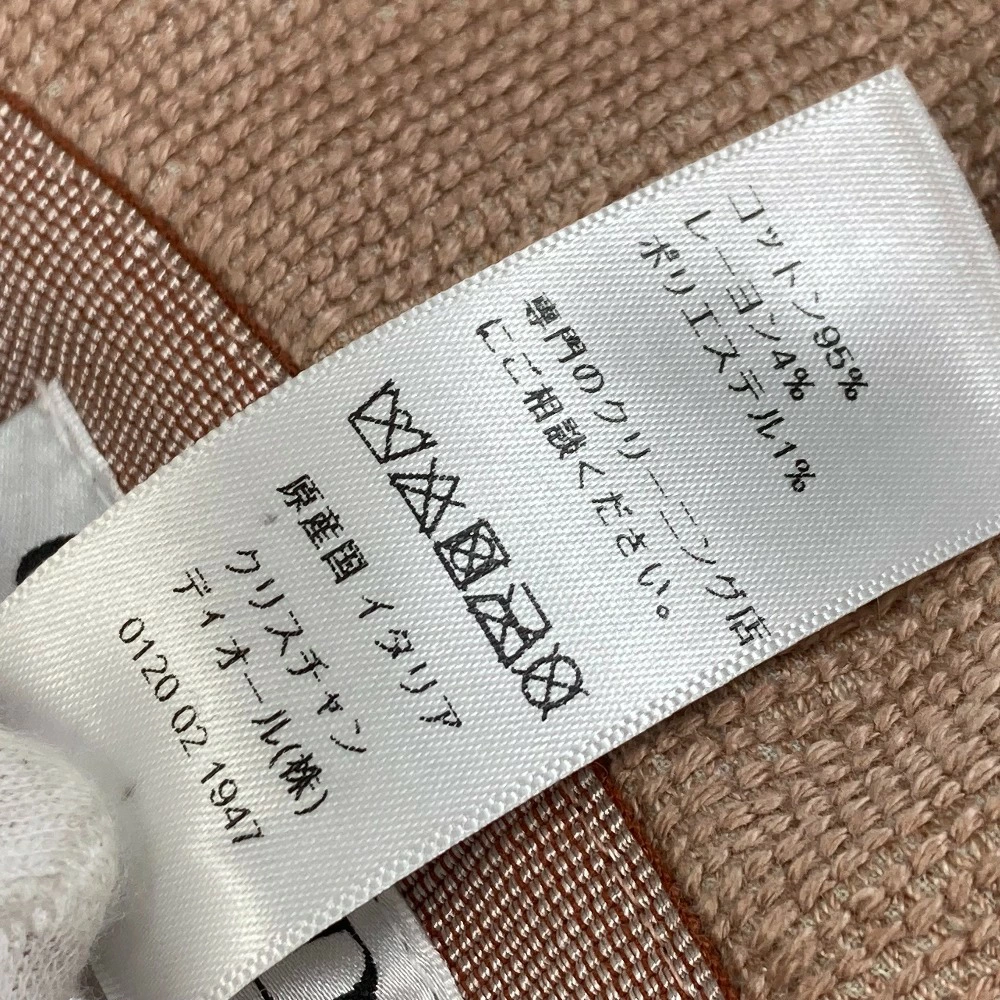 コットン95%
レーヨン4%
ポリエステル1%
専門のクリーニング店
にご相談ください。
原産国 イタリア
クリスチャン
ディオール(株)
0120 02 1947